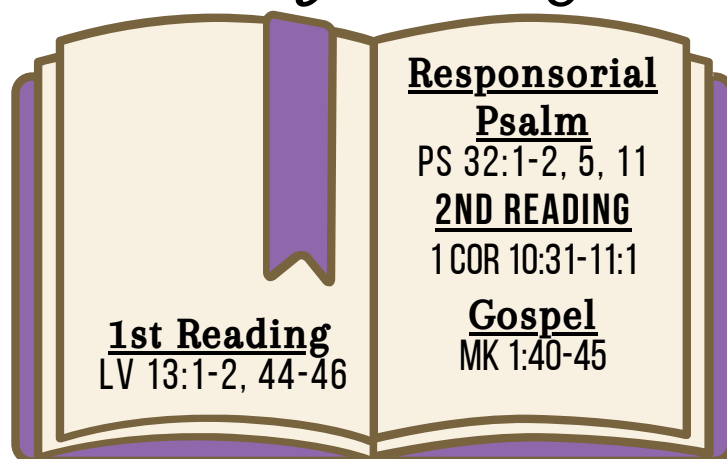 1st Reading
LV 13:1-2, 44-46
Responsorial
Psalm
PS 32:1-2, 5, 11
2ND READING
1 COR 10:31-11:1
Gospel
MK 1:40-45